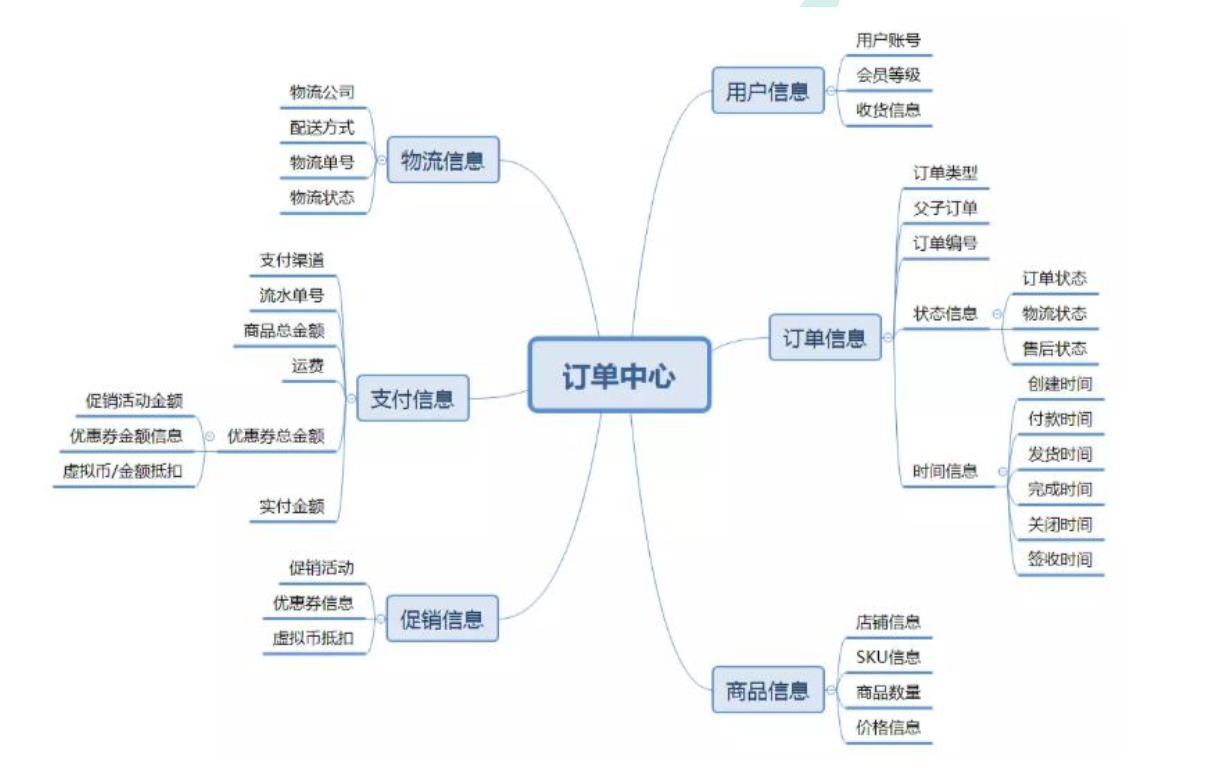 订单中心
用户信息
用户账号
会员等级
收货信息
订单信息
订单类型
父子订单
订单编号
状态信息
订单状态
物流状态
售后状态
时间信息
创建时间
付款时间
发货时间
完成时间
关闭时间
签收时间
商品信息
店铺信息
SKU信息
商品数量
价格信息
物流信息
物流公司
配送方式
物流单号
物流状态
支付信息
支付渠道
流水单号
商品总金额
运费
优惠券总金额
促销活动金额
优惠券金额信息
虚拟币/金额抵扣
实付金额
促销信息
促销活动
优惠券信息
虚拟币抵扣